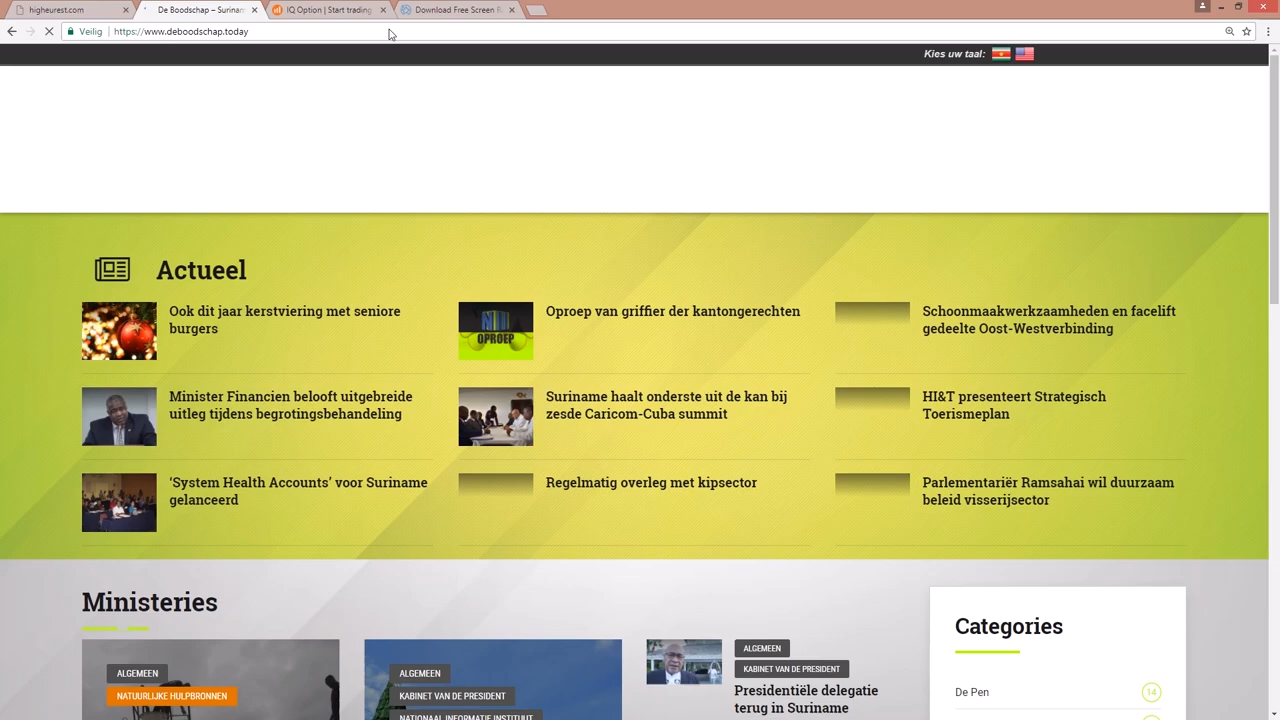 higheurest.com
De Boodschap – Surinam
IQ Option | Start trading
Download Free Screen R
Veilig
https://www.deboodschap.today
Kies uw taal:
Actueel
Ook dit jaar kerstviering met seniore
burgers
Oproep van griffier der kantongerechten
Schoonmaakwerkzaamheden en facelift
gedeelte Oost-Westverbinding
OPROEP
Minister Financien belooft uitgebreide
uitleg tijdens begrotingsbehandeling
Suriname haalt onderste uit de kan bij
zesde Caricom-Cuba summit
HI&T presenteert Strategisch
Toerismeplan
‘System Health Accounts’ voor Suriname
gelanceerd
Regelmatig overleg met kipsector
Parlementariër Ramsahai wil duurzaam
beleid visserijsector
Ministeries
ALGEMEEN
NATUURLIJKE HULPBRONNEN
ALGEMEEN
KABINET VAN DE PRESIDENT
NATIONAAL INFORMATIE INSTITUUT
ALGEMEEN
KABINET VAN DE PRESIDENT
Presidentiële delegatie
terug in Suriname
Categories
De Pen
14